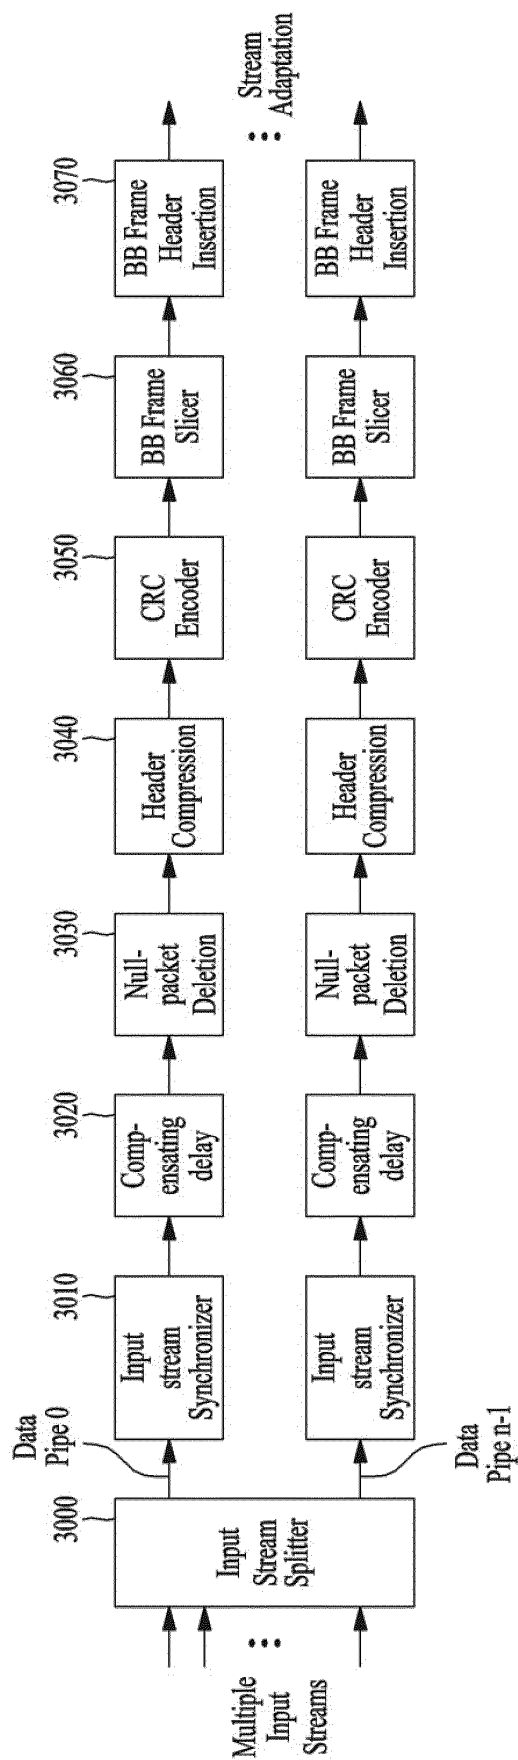 Multiple
Input
Streams
3000
Input
Stream
Splitter
Data
Pipe 0
3010
Input
stream
Synchronizer
3020
Comp-
ensating
delay
3030
Null-
packet
Deletion
3040
Header
Compression
3050
CRC
Encoder
3060
BB Frame
Slicer
3070
BB Frame
Header
Insertion
Data
Pipe n-1
Input
stream
Synchronizer
Comp-
ensating
delay
Null-
packet
Deletion
Header
Compression
CRC
Encoder
BB Frame
Slicer
BB Frame
Header
Insertion
Stream
Adaptation